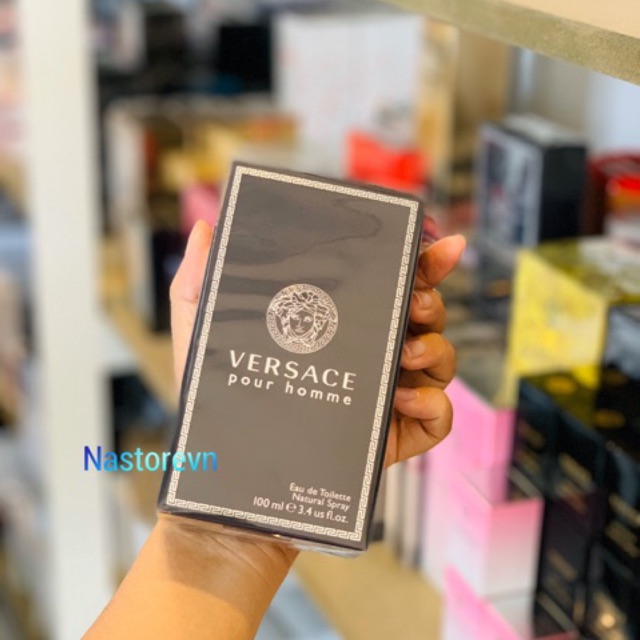 VERSACE
pour homme
Nastorevn
Eau de Toilette
Natural Spray
100 ml ℮ 3.4 us fl.oz.